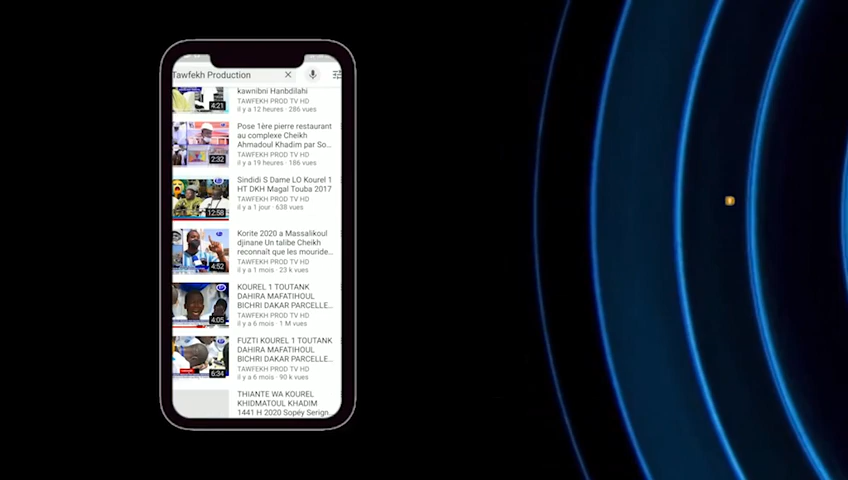 Tawfekh Production
kawnibni Hanbdilahi
TAWFEKH PROD TV HD
il y a 12 heures · 286 vues
4:21
Pose 1ère pierre restaurant
au complexe Cheikh
Ahmadoul Khadim par So...
TAWFEKH PROD TV HD
il y a 19 heures · 186 vues
2:32
Sindidi S Dame LO Kourel 1
HT DKH Magal Touba 2017
TAWFEKH PROD TV HD
il y a 1 jour · 638 vues
12:58
Korite 2020 a Massalikoul
djinane Un talibe Cheikh
reconnaît que les mouride...
TAWFEKH PROD TV HD
il y a 1 mois · 23 k vues
4:52
KOUREL 1 TOUTANK
DAHIRA MAFATIHOUL
BICHRI DAKAR PARCELLE...
TAWFEKH PROD TV HD
il y a 6 mois · 1 M vues
4:05
FUZTI KOUREL 1 TOUTANK
DAHIRA MAFATIHOUL
BICHRI DAKAR PARCELLE...
TAWFEKH PROD TV HD
il y a 6 mois · 90 k vues
6:34
THIANTE WA KOUREL
KHIDMATOUL KHADIM
1441 H 2020 Sopéy Serign...